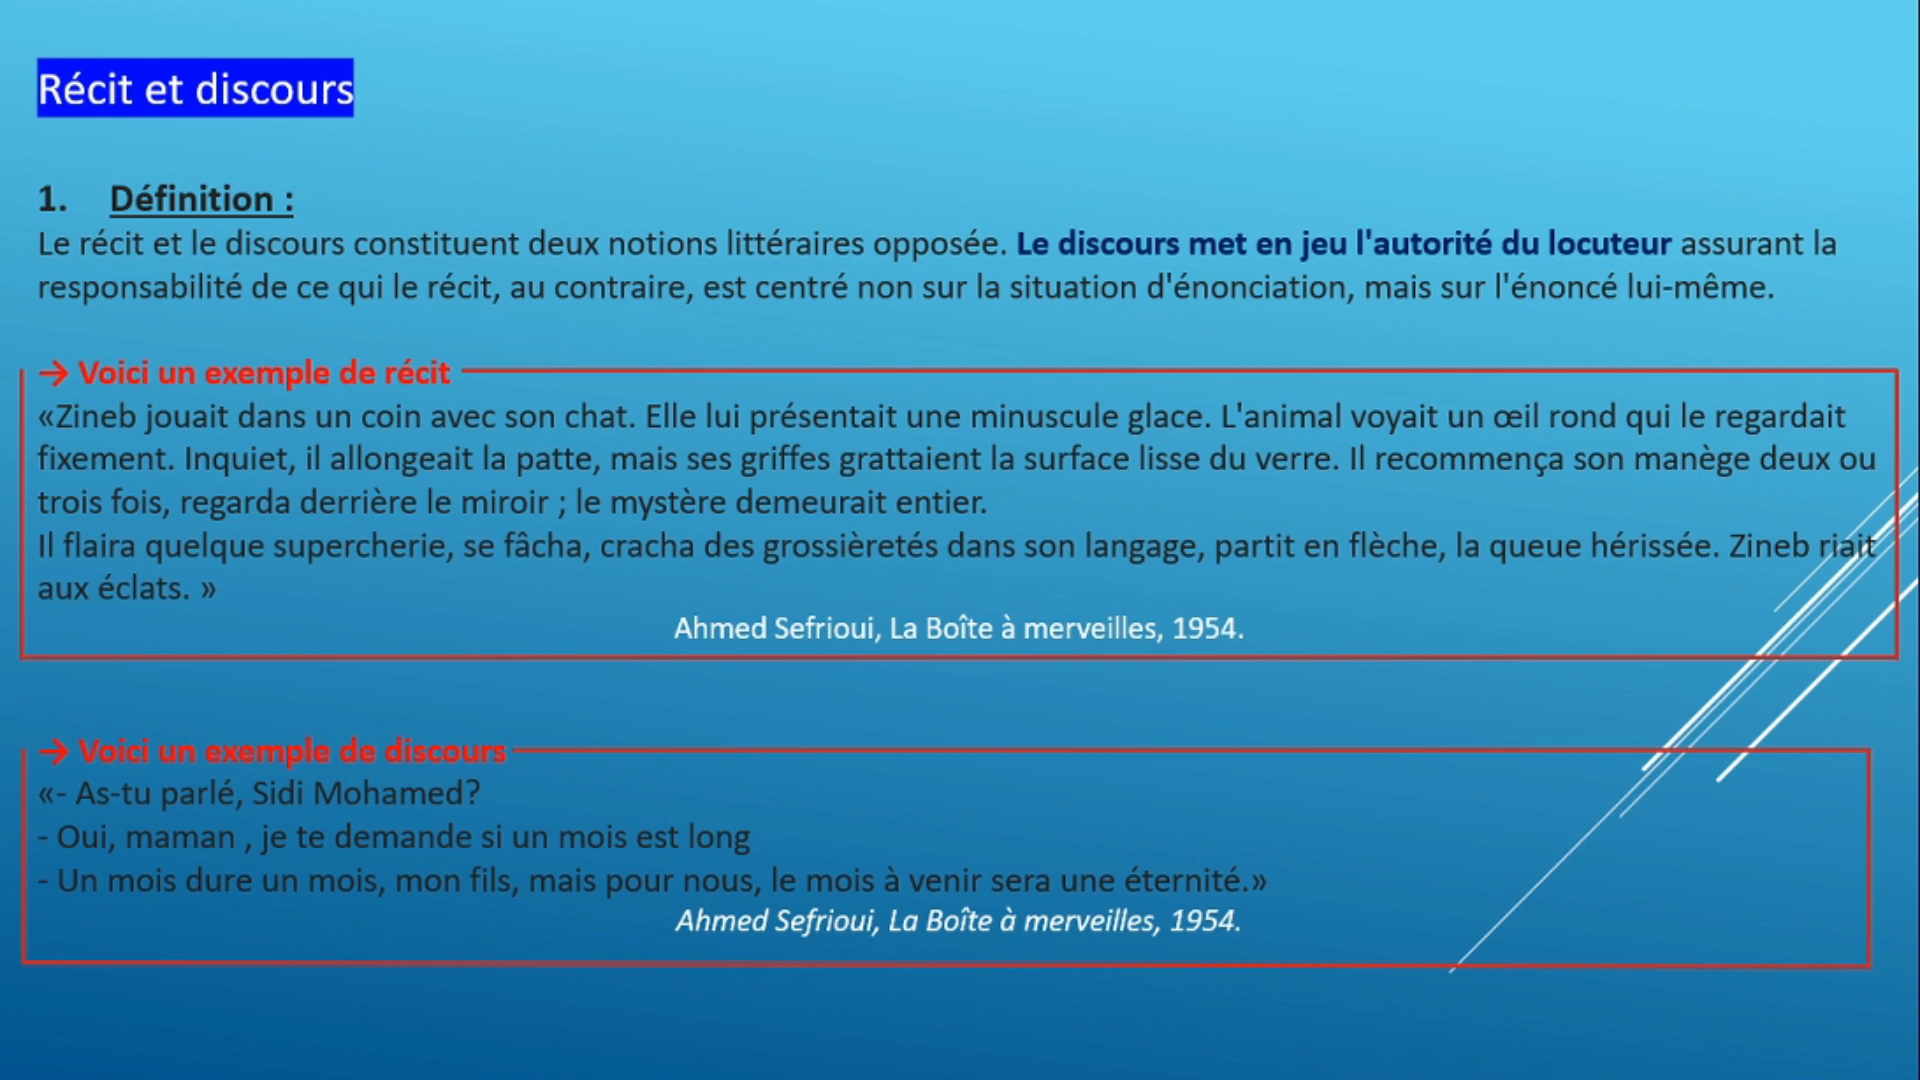 Récit et discours
1. Définition :
Le récit et le discours constituent deux notions littéraires opposée. Le discours met en jeu l'autorité du locuteur assurant la
responsabilité de ce qui le récit, au contraire, est centré non sur la situation d'énonciation, mais sur l'énoncé lui-même.
→ Voici un exemple de récit
«Zineb jouait dans un coin avec son chat. Elle lui présentait une minuscule glace. L'animal voyait un œil rond qui le regardait
fixement. Inquiet, il allongeait la patte, mais ses griffes grattaient la surface lisse du verre. Il recommença son manège deux ou
trois fois, regarda derrière le miroir ; le mystère demeurait entier.
Il flaira quelque supercherie, se fâcha, cracha des grossièretés dans son langage, partit en flèche, la queue hérissée. Zineb riait
aux éclats. »
Ahmed Sefrioui, La Boîte à merveilles, 1954.
→ Voici un exemple de discours
«- As-tu parlé, Sidi Mohamed?
- Oui, maman , je te demande si un mois est long
- Un mois dure un mois, mon fils, mais pour nous, le mois à venir sera une éternité.»
Ahmed Sefrioui, La Boîte à merveilles, 1954.